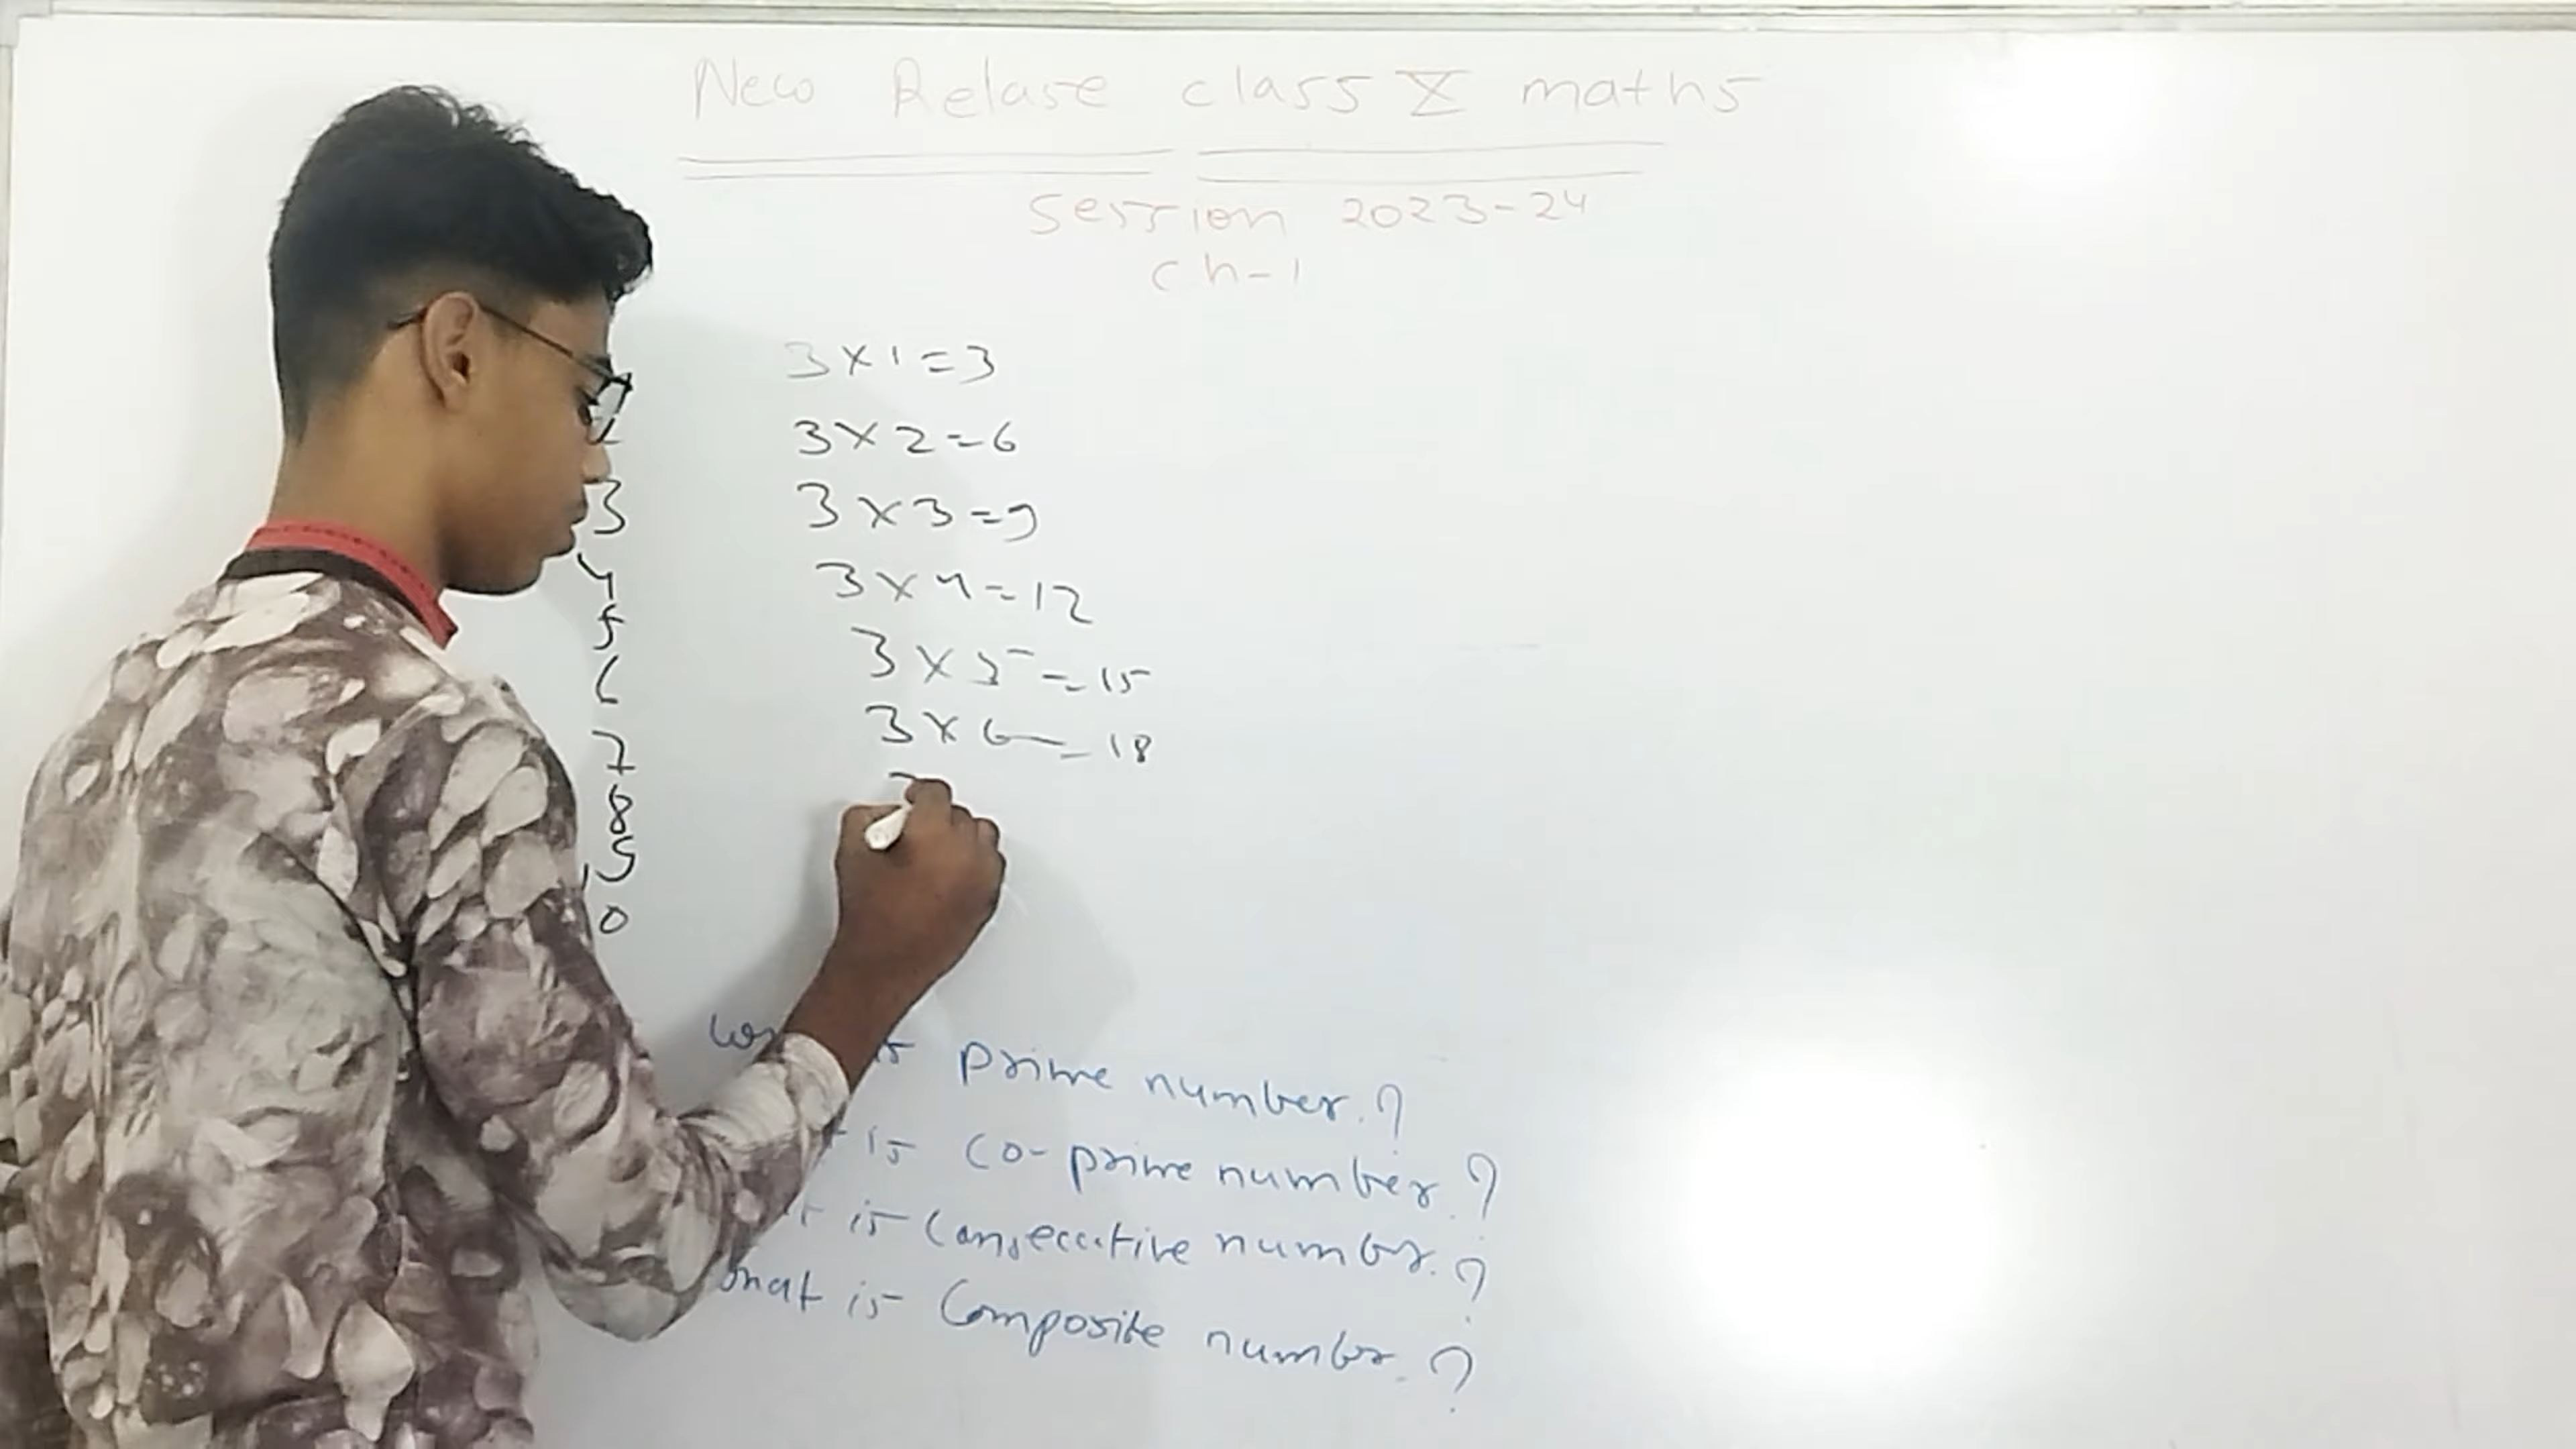 New Relase class X maths
Session 2023-24
Ch-1
3
4
5
6
7
8
9
10
3×1=3
3×2=6
3×3=9
3×4=12
3×5=15
3×6=18
prime number.?
is co-prime number.?
is consecutive number.?
is composite number.?